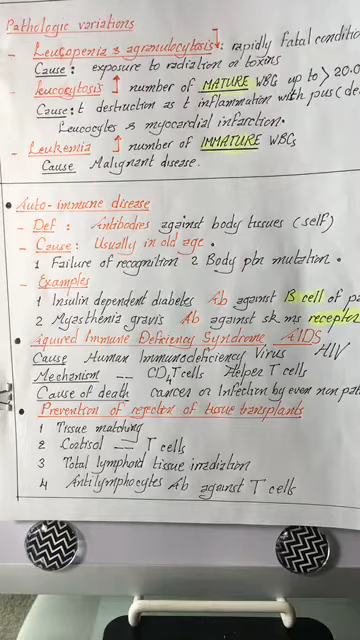 Pathologic variations
- Leucopenia & agranulocytosis: ↓ rapidly fatal conditio
Cause: exposure to radiation or toxins
- Leucocytosis ↑ number of MATURE WBCs up to > 20.0
Cause: t destruction as t inflammation with pus (de
Leucocytes & myocardial infarction.
- Leukemia ↑ number of IMMATURE WBCs
Cause Malignant disease.
• Auto-immune disease
- Def : Antibodies against body tissues (self)
- Cause: Usually in old age.
1 Failure of recognition 2 Body ptn mutation.
- Examples
1 Insulin dependent diabetes Ab against B cell of pa
2 Myasthenia gravis Ab against sk ms receptor
• Aquired Immune Deficiency Syndrome AIDS
Cause Human Immunodeficiency Virus HIV
Mechanism -- CD4 T cells Helper T cells
Cause of death cancer or Infection by even non pat
• Prevention of rejection of tissue transplants
1 Tissue matching
2 Cortisol -- T cells
3 Total lymphoid tissue irradiation
4 Antilymphocytes Ab against T cells